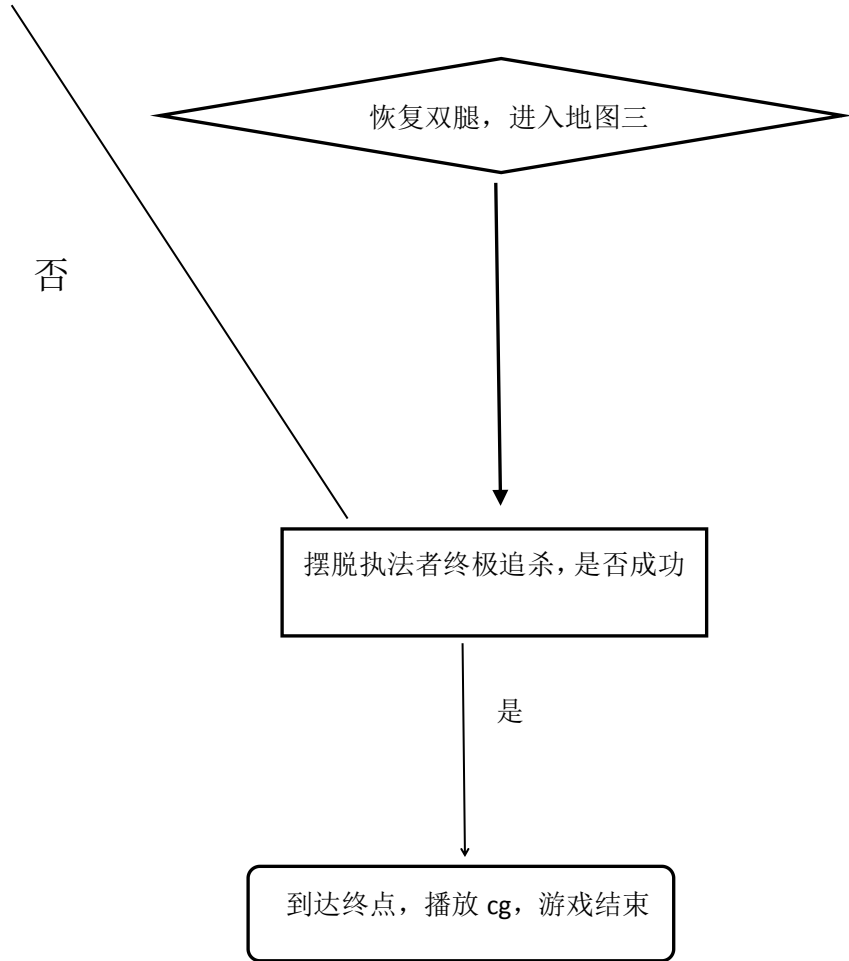 恢复双腿，进入地图三
否
摆脱执法者终极追杀，是否成功
是
到达终点，播放 cg，游戏结束